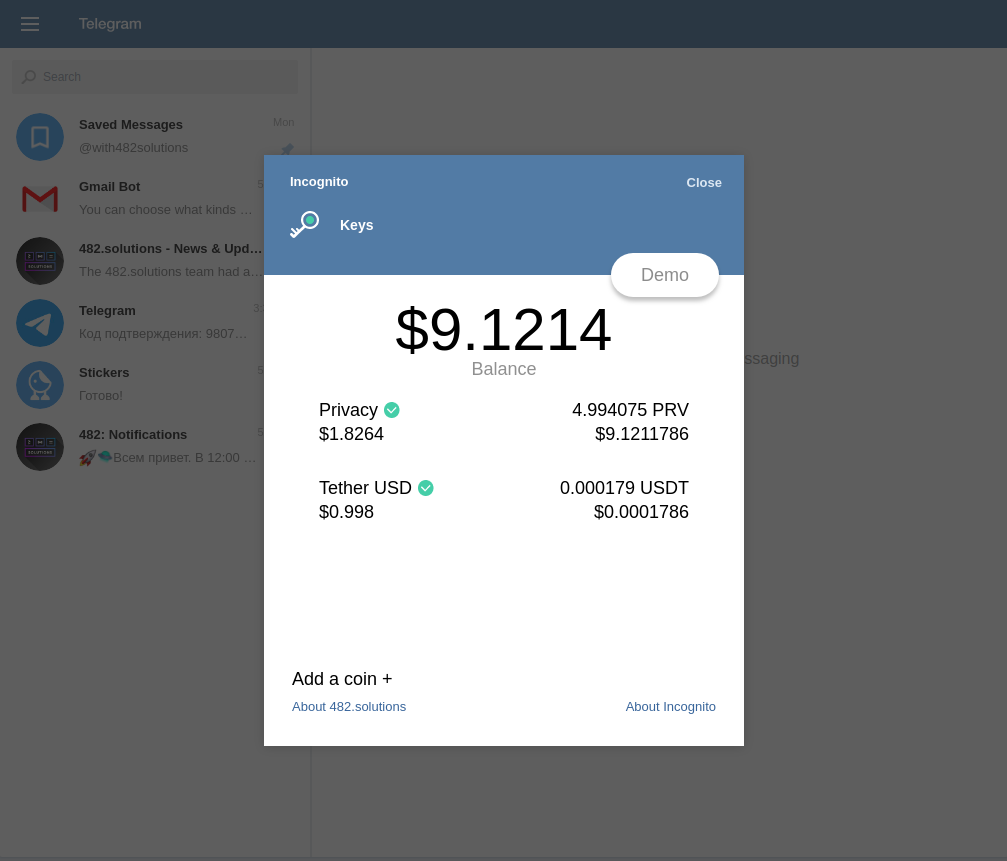 Telegram
Search
Saved Messages
Mon
@with482solutions
Gmail Bot
You can choose what kinds …
482.solutions - News & Upd…
The 482.solutions team had a…
Telegram
Код подтверждения: 9807…
Stickers
Готово!
482: Notifications
🚀🪐Всем привет. В 12:00 …
Incognito
Close
Keys
Demo
$9.1214
Balance
Privacy
4.994075 PRV
$1.8264
$9.1211786
Tether USD
0.000179 USDT
$0.998
$0.0001786
Add a coin +
About 482.solutions
About Incognito